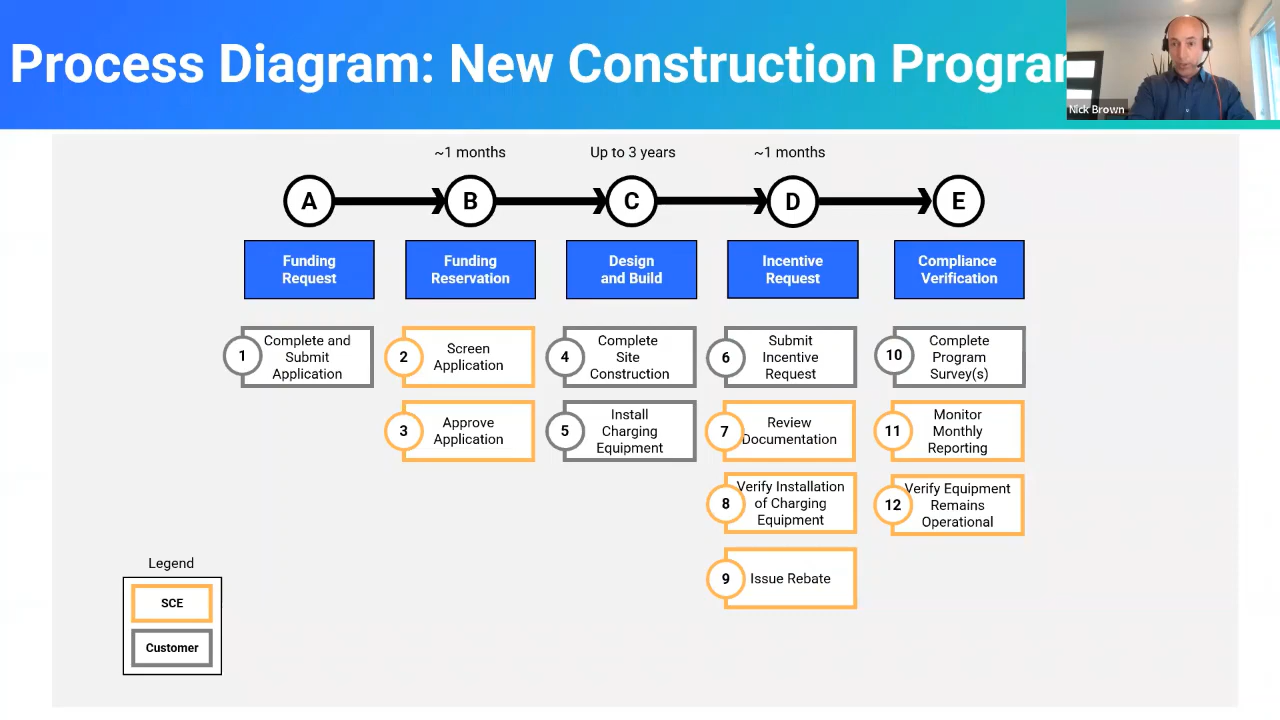 Process Diagram: New Construction Progra
Nick Brown
~1 months
Up to 3 years
~1 months
A
B
C
D
E
Funding
Request
Funding
Reservation
Design
and Build
Incentive
Request
Compliance
Verification
1
Complete and
Submit
Application
2
Screen
Application
3
Approve
Application
4
Complete
Site
Construction
5
Install
Charging
Equipment
6
Submit
Incentive
Request
7
Review
Documentation
8
Verify Installation
of Charging
Equipment
9
Issue Rebate
10
Complete
Program
Survey(s)
11
Monitor
Monthly
Reporting
12
Verify Equipment
Remains
Operational
Legend
SCE
Customer